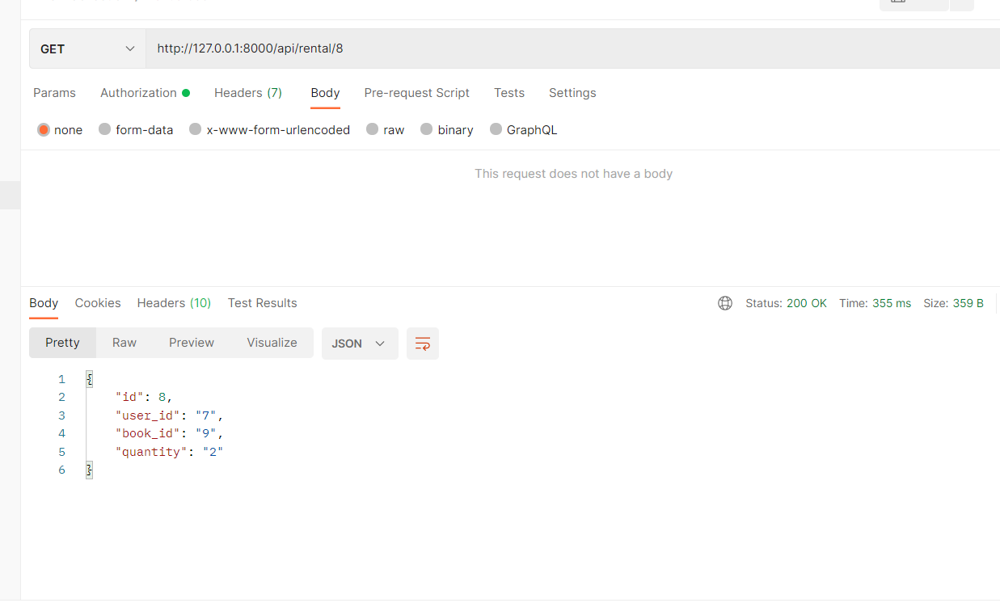 GET http://127.0.0.1:8000/api/rental/8
Params Authorization Headers (7) Body Pre-request Script Tests Settings
none form-data x-www-form-urlencoded raw binary GraphQL
This request does not have a body
Body Cookies Headers (10) Test Results Status: 200 OK Time: 355 ms Size: 359 B
Pretty Raw Preview Visualize JSON
1 {
2 "id": 8,
3 "user_id": "7",
4 "book_id": "9",
5 "quantity": "2"
6 }